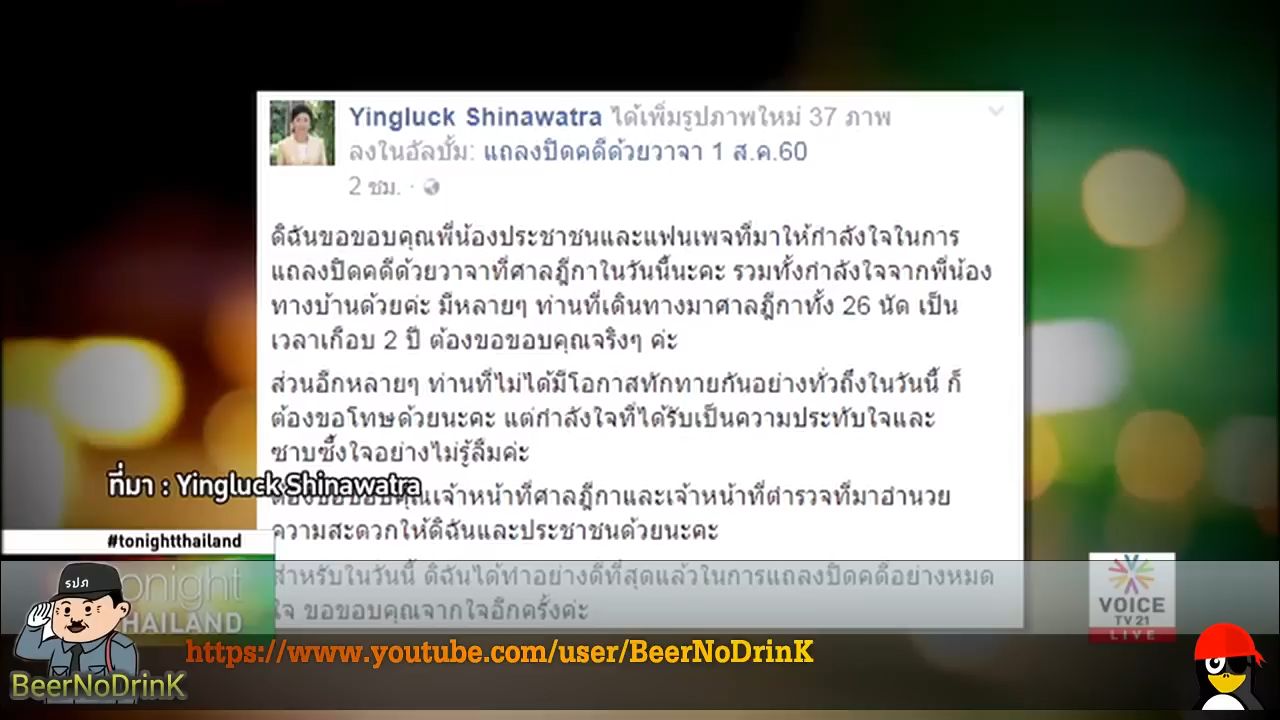 Yingluck Shinawatra ได้เพิ่มรูปภาพใหม่ 37 ภาพ
ลงในอัลบั้ม: แถลงปิดคดีด้วยวาจา 1 ส.ค.60
2 ชม. ·
ดิฉันขอขอบคุณพี่น้องประชาชนและแฟนเพจที่มาให้กำลังใจในการ
แถลงปิดคดีด้วยวาจาที่ศาลฎีกาในวันนี้นะคะ รวมทั้งกำลังใจจากพี่น้อง
ทางบ้านด้วยค่ะ มีหลายๆ ท่านที่เดินทางมาศาลฎีกาทั้ง 26 นัด เป็น
เวลาเกือบ 2 ปี ต้องขอขอบคุณจริงๆ ค่ะ
ส่วนอีกหลายๆ ท่านที่ไม่ได้มีโอกาสทักทายกันอย่างทั่วถึงในวันนี้ ก็
ต้องขอโทษด้วยนะคะ แต่กำลังใจที่ได้รับเป็นความประทับใจและ
ซาบซึ้งใจอย่างไม่รู้ลืมค่ะ
ที่มา : Yingluck Shinawatra
ต้องขอขอบคุณเจ้าหน้าที่ศาลฎีกาและเจ้าหน้าที่ตำรวจที่มาอำนวย
ความสะดวกให้ดิฉันและประชาชนด้วยนะคะ
#tonightthailand
สำหรับในวันนี้ดิฉันได้ทำอย่างดีที่สุดแล้วในการแถลงปิดคดีอย่างหมด
ใจ ขอขอบคุณจากใจอีกครั้งค่ะ
รปภ
tonight
THAILAND
VOICE
TV 21
LIVE
https://www.youtube.com/user/BeerNoDrinK
BeerNoDrinK